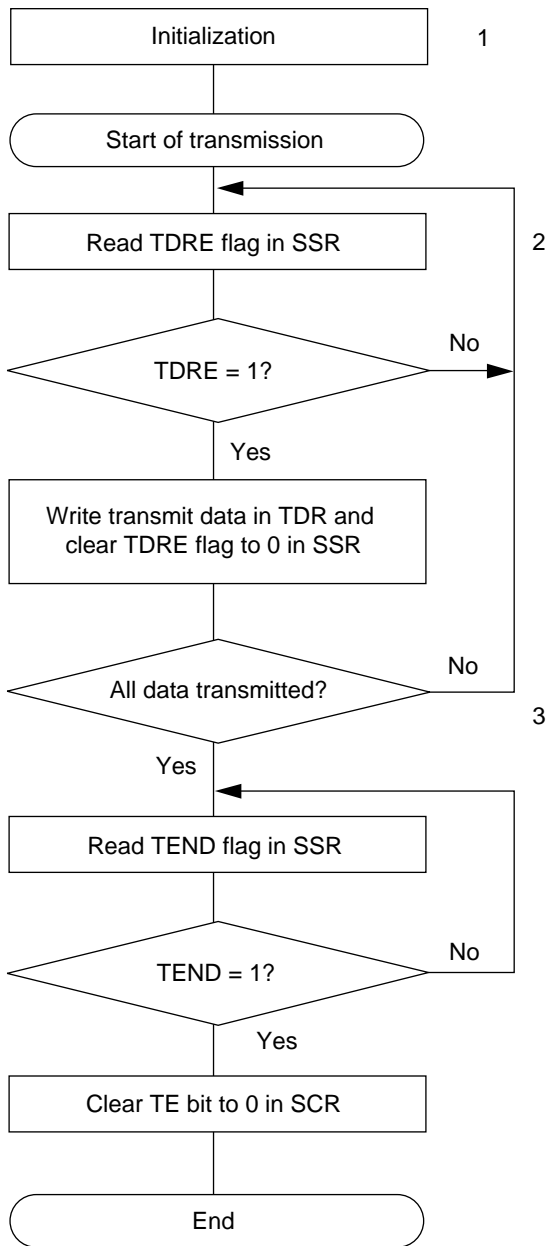 Initialization
1
Start of transmission
Read TDRE flag in SSR
2
TDRE = 1?
No
Yes
Write transmit data in TDR and
clear TDRE flag to 0 in SSR
All data transmitted?
No
3
Yes
Read TEND flag in SSR
TEND = 1?
No
Yes
Clear TE bit to 0 in SCR
End